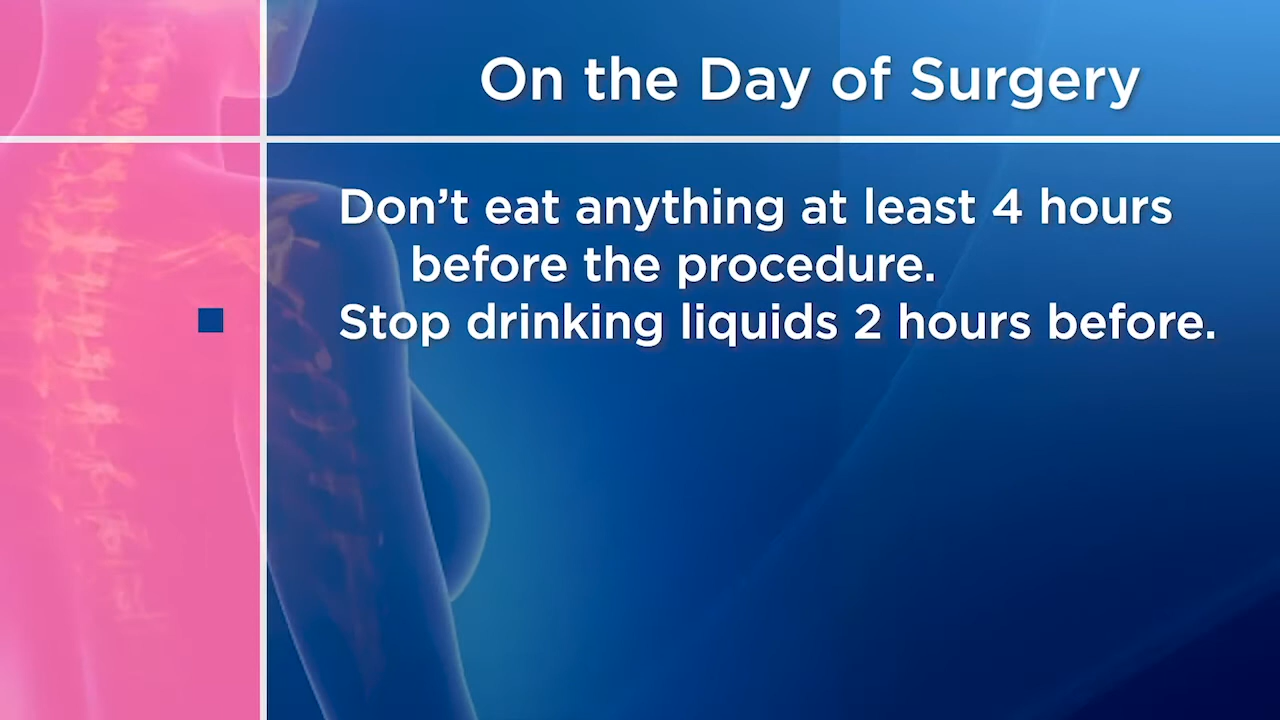 On the Day of Surgery
Don't eat anything at least 4 hours
before the procedure.
Stop drinking liquids 2 hours before.